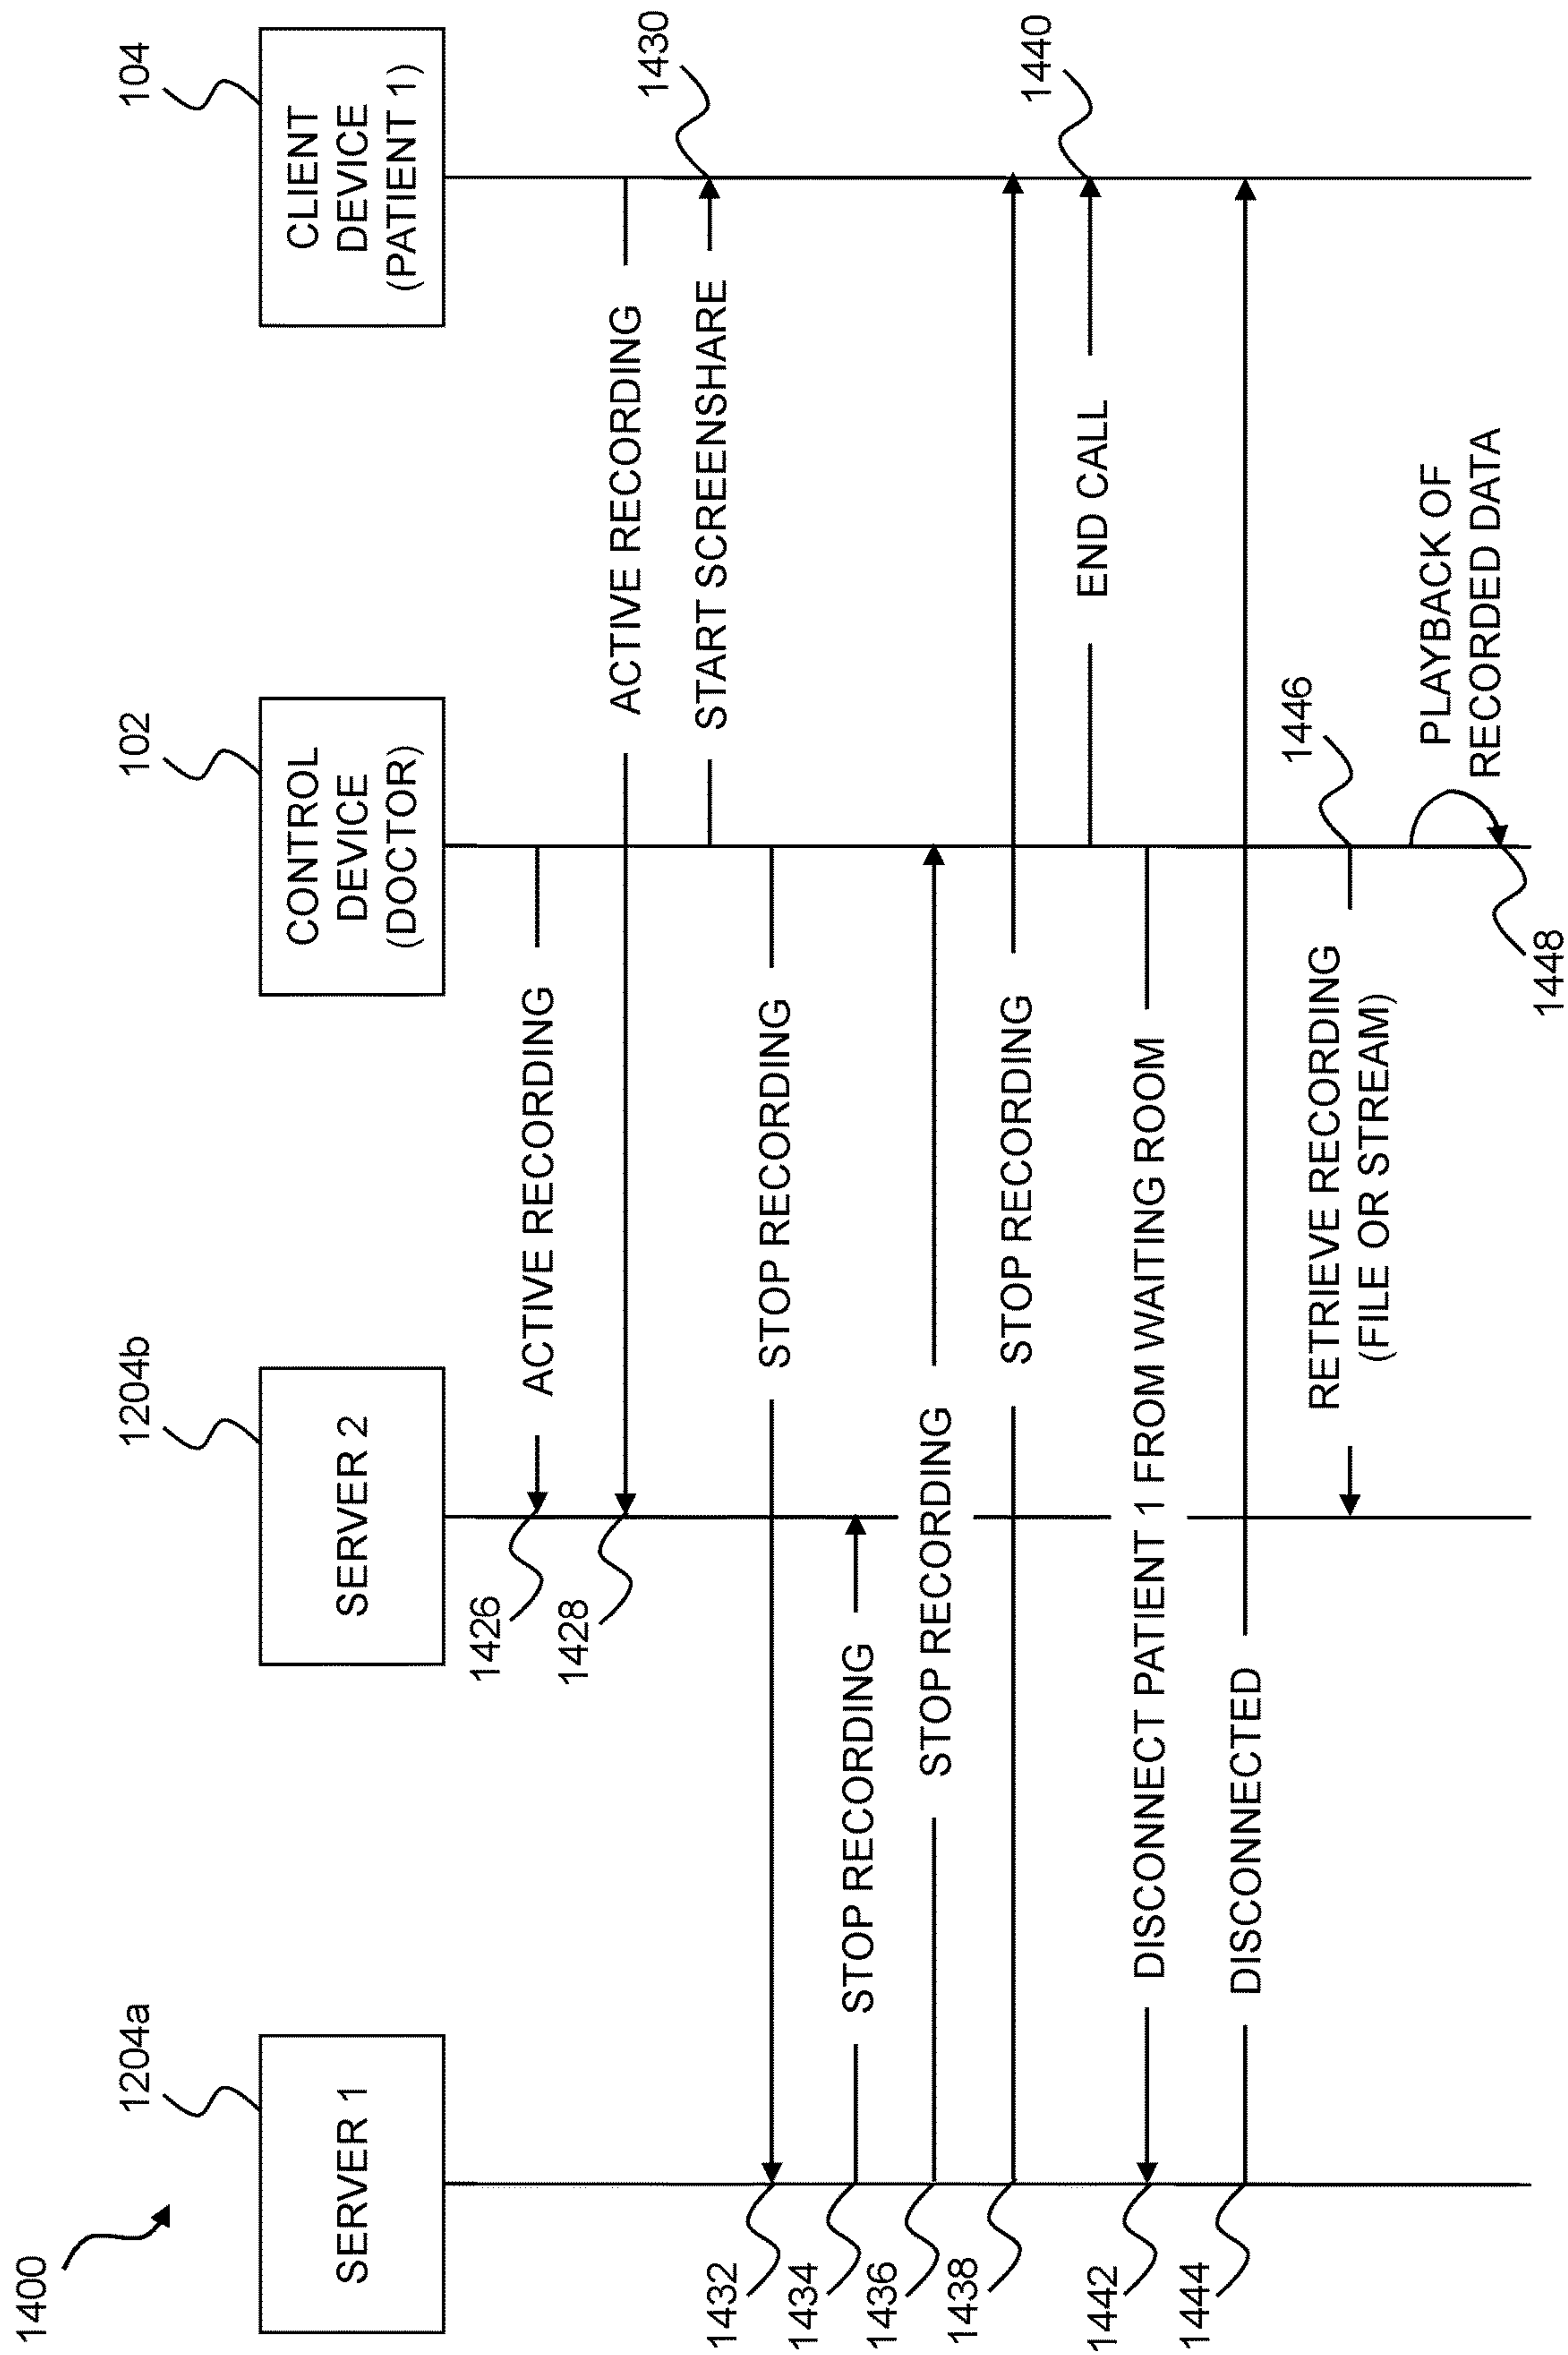 1400
1204a
1204b
102
104
SERVER 1
SERVER 2
CONTROL
DEVICE
(DOCTOR)
CLIENT
DEVICE
(PATIENT 1)
1426
ACTIVE RECORDING
1428
ACTIVE RECORDING
START SCREENSHARE
1430
1432
STOP RECORDING
1434
STOP RECORDING
1436
STOP RECORDING
1438
STOP RECORDING
END CALL
1440
1442
DISCONNECT PATIENT 1 FROM WAITING ROOM
1444
DISCONNECTED
RETRIEVE RECORDING
(FILE OR STREAM)
1446
PLAYBACK OF
RECORDED DATA
1448